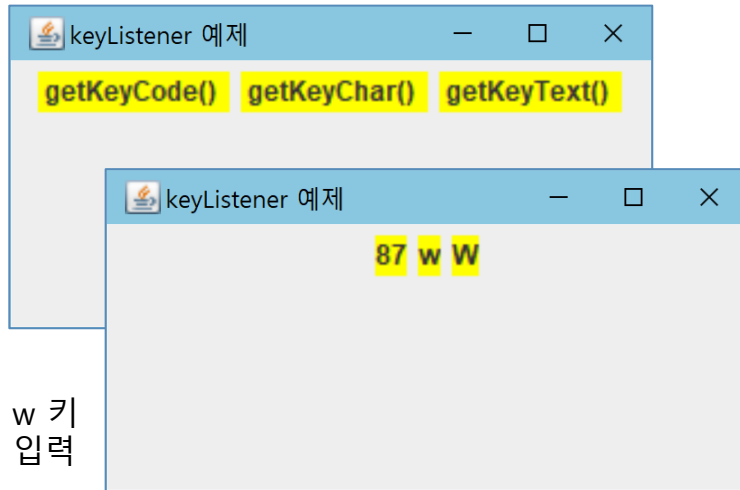 keyListener 예제
getKeyCode() getKeyChar() getKeyText()
keyListener 예제
87 w W
w 키
입력